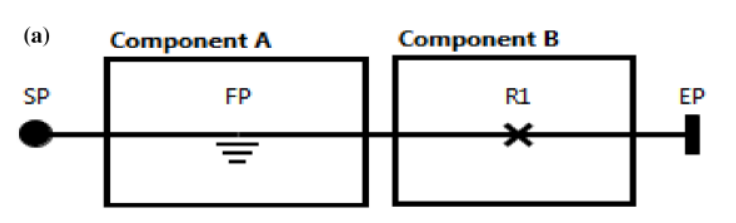 (a)
Component A
Component B
SP
FP
R1
EP